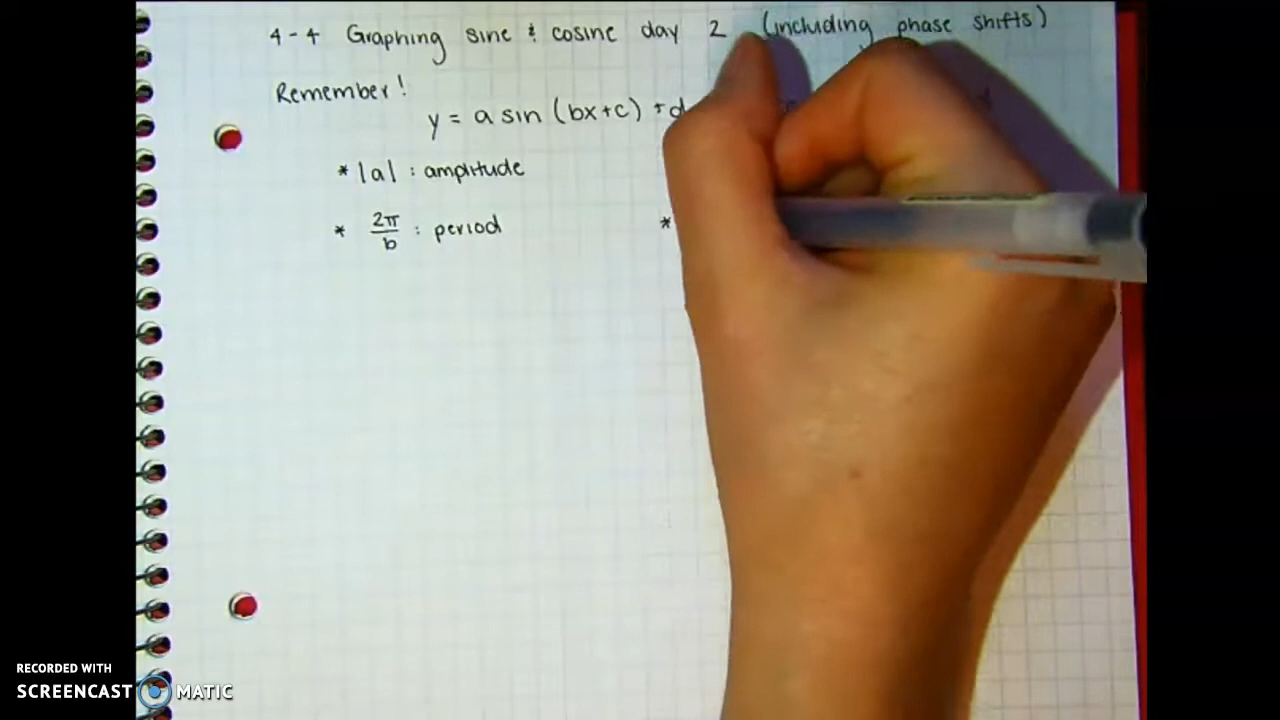 4-4 Graphing sine & cosine day 2 (including phase shifts)
Remember!
y = a sin (bx+c) + d
* |a| : amplitude
* 2π/b : period
*
RECORDED WITH
SCREENCAST MATIC